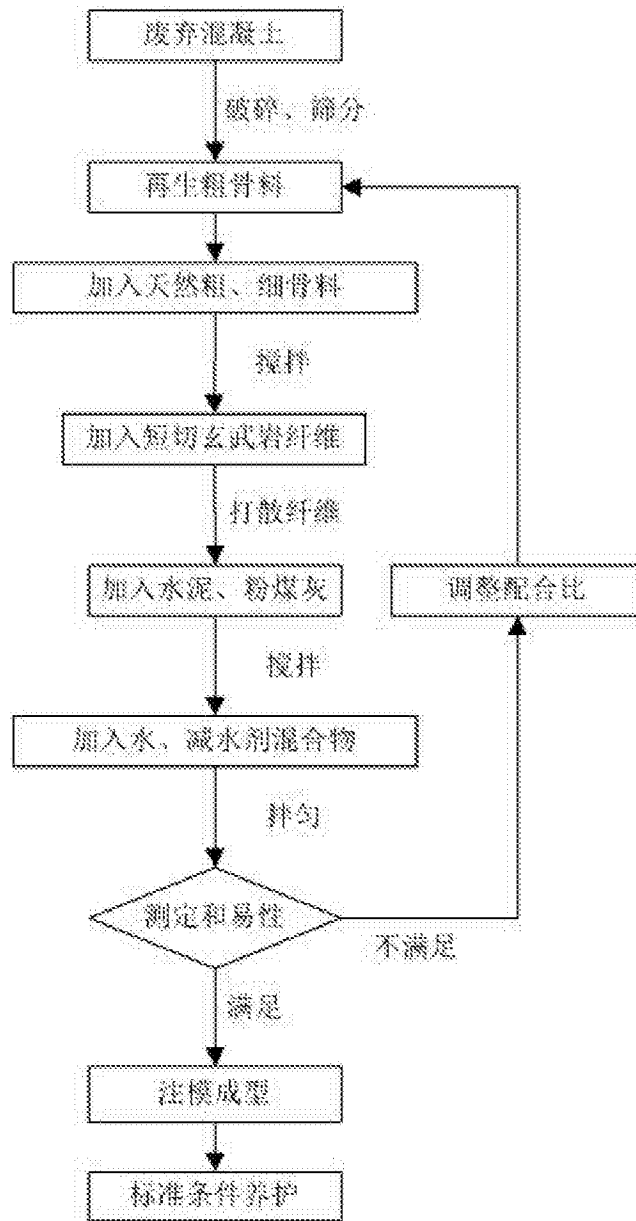 废弃混凝土
破碎、筛分
再生粗骨料
加入天然粗、细骨料
搅拌
加入短切玄武岩纤维
打散纤维
加入水泥、粉煤灰
调整配合比
搅拌
加入水、减水剂混合物
拌匀
测定和易性
不满足
满足
注模成型
标准条件养护